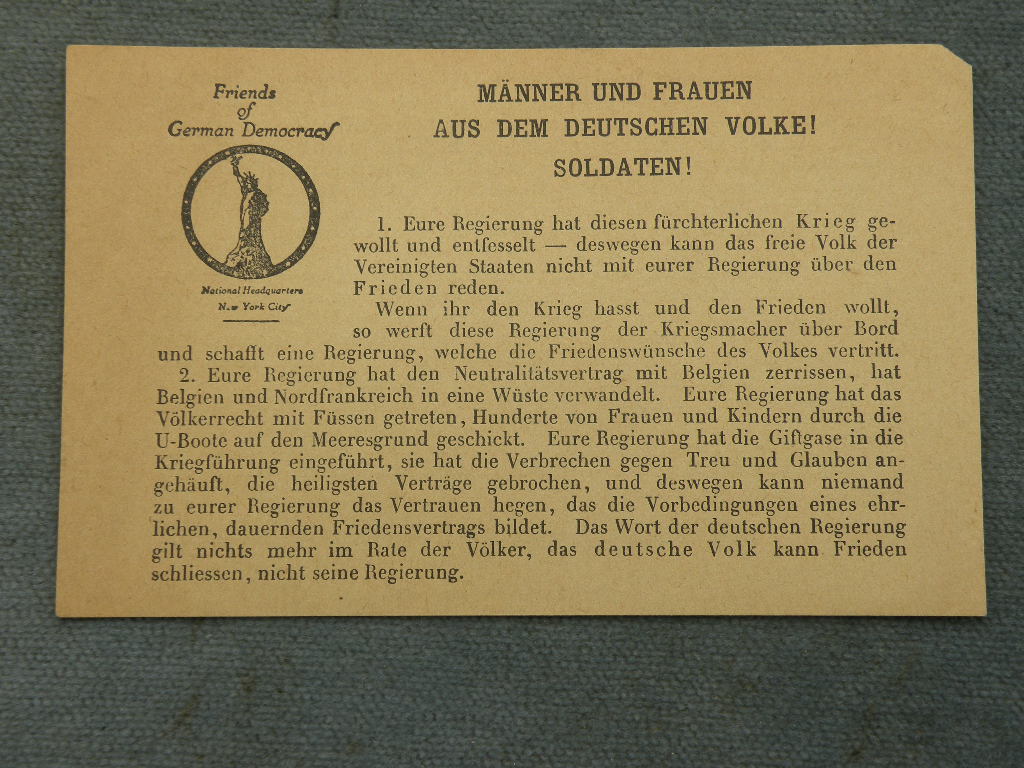 Friends
of
German Democracy
National Headquarters
New York City
MÄNNER UND FRAUEN
AUS DEM DEUTSCHEN VOLKE!
SOLDATEN!
1. Eure Regierung hat diesen fürchterlichen Krieg ge-
wollt und entfesselt — deswegen kann das freie Volk der
Vereinigten Staaten nicht mit eurer Regierung über den
Frieden reden.
Wenn ihr den Krieg hasst und den Frieden wollt,
so werft diese Regierung der Kriegsmacher über Bord
und schafft eine Regierung, welche die Friedenswünsche des Volkes vertritt.
2. Eure Regierung hat den Neutralitätsvertrag mit Belgien zerrissen, hat
Belgien und Nordfrankreich in eine Wüste verwandelt. Eure Regierung hat das
Völkerrecht mit Füssen getreten, Hunderte von Frauen und Kindern durch die
U-Boote auf den Meeresgrund geschickt. Eure Regierung hat die Giftgase in die
Kriegführung eingeführt, sie hat die Verbrechen gegen Treu und Glauben an-
gehäuft, die heiligsten Verträge gebrochen, und deswegen kann niemand
zu eurer Regierung das Vertrauen hegen, das die Vorbedingungen eines ehr-
lichen, dauernden Friedensvertrags bildet. Das Wort der deutschen Regierung
gilt nichts mehr im Rate der Völker, das deutsche Volk kann Frieden
schliessen, nicht seine Regierung.